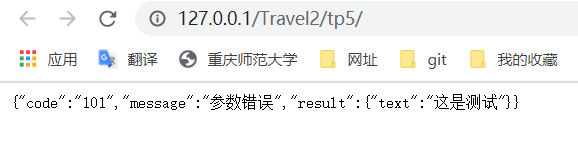 127.0.0.1/Travel2/tp5/
应用 翻译 重庆师范大学 网址 git 我的收藏
{"code":"101","message":"参数错误","result":{"text":"这是测试"}}